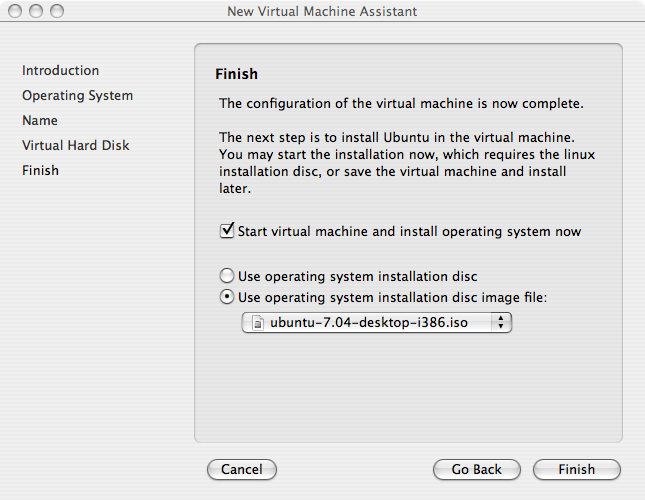 New Virtual Machine Assistant
Introduction
Operating System
Name
Virtual Hard Disk
Finish
Finish
The configuration of the virtual machine is now complete.
The next step is to install Ubuntu in the virtual machine.
You may start the installation now, which requires the linux
installation disc, or save the virtual machine and install
later.
Start virtual machine and install operating system now
Use operating system installation disc
Use operating system installation disc image file:
ubuntu-7.04-desktop-i386.iso
Cancel
Go Back
Finish